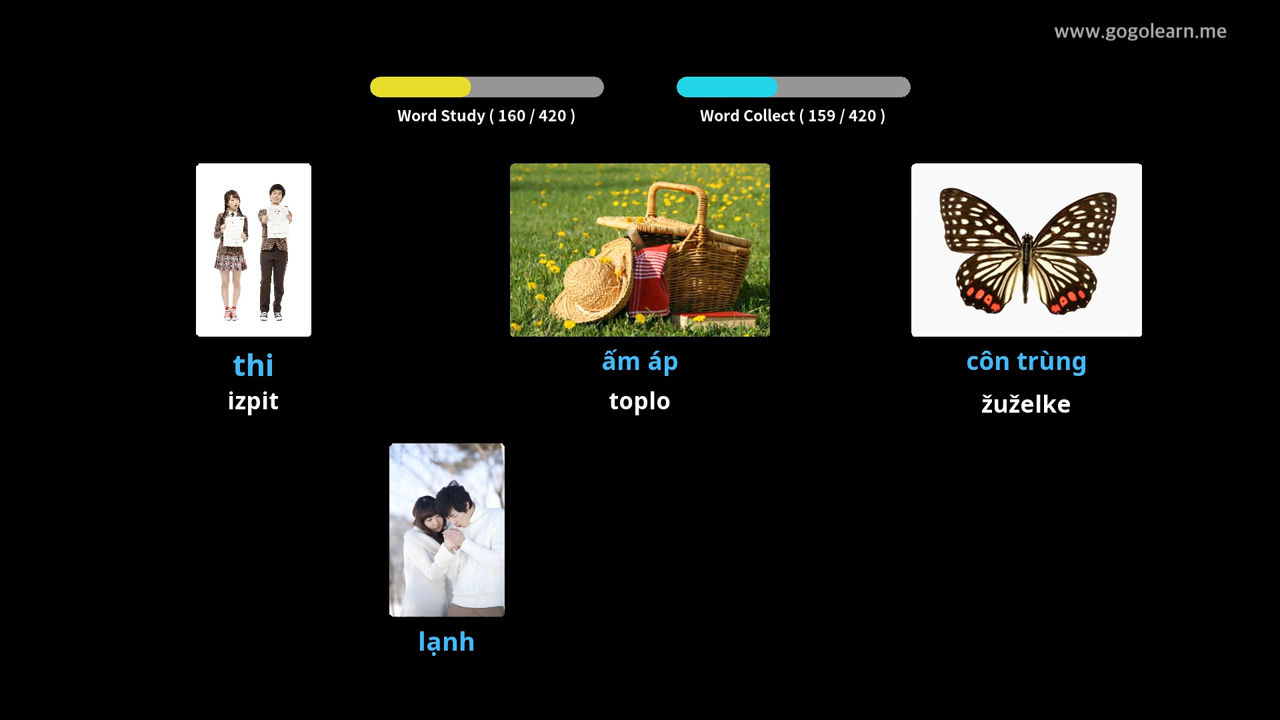 www.gogolearn.me
Word Study ( 160 / 420 )
Word Collect ( 159 / 420 )
thi
izpit
ấm áp
toplo
côn trùng
žuželke
lạnh